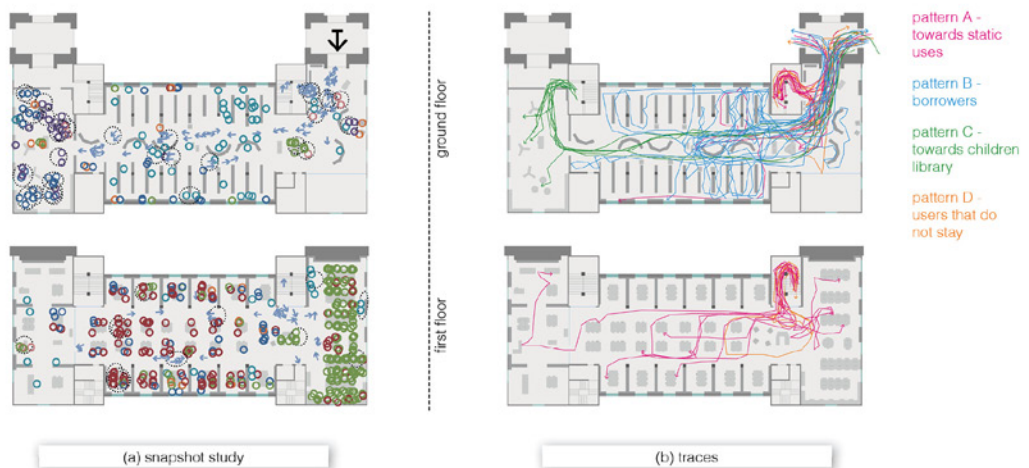 ground floor
first floor
pattern A -
towards static
uses
pattern B -
borrowers
pattern C -
towards children
library
pattern D -
users that do
not stay
(a) snapshot study
(b) traces